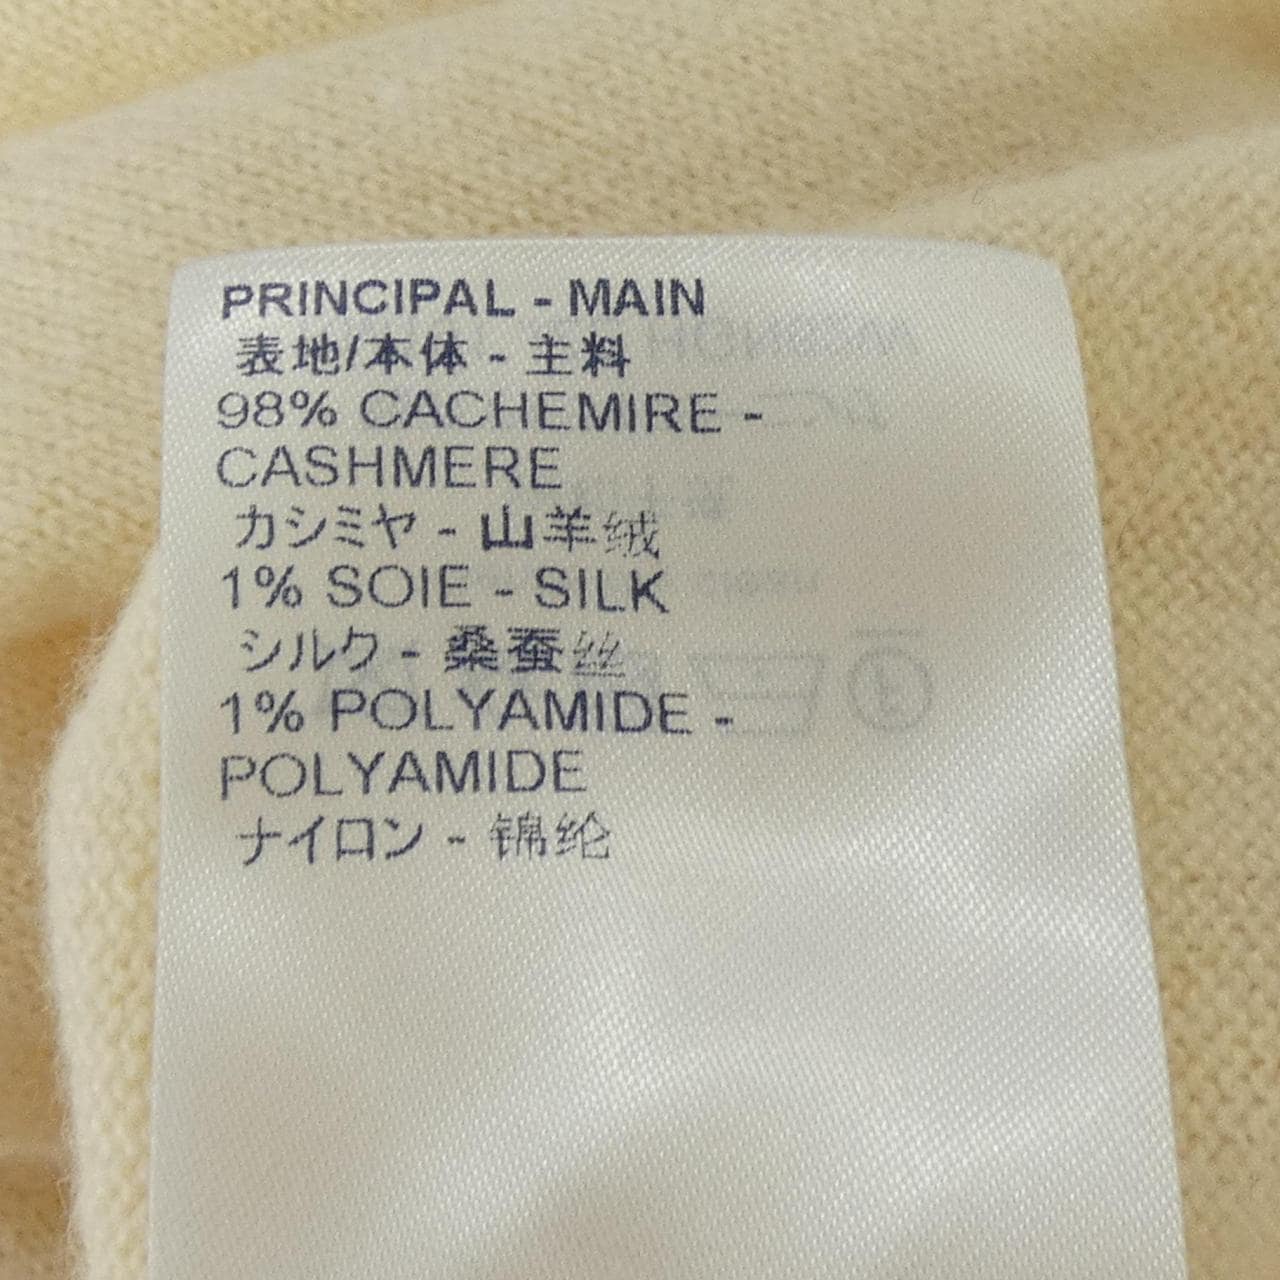 PRINCIPAL - MAIN
表地/本体 - 主料
98% CACHEMIRE -
CASHMERE
カシミヤ - 山羊绒
1% SOIE - SILK
シルク - 桑蚕丝
1% POLYAMIDE -
POLYAMIDE
ナイロン - 锦纶